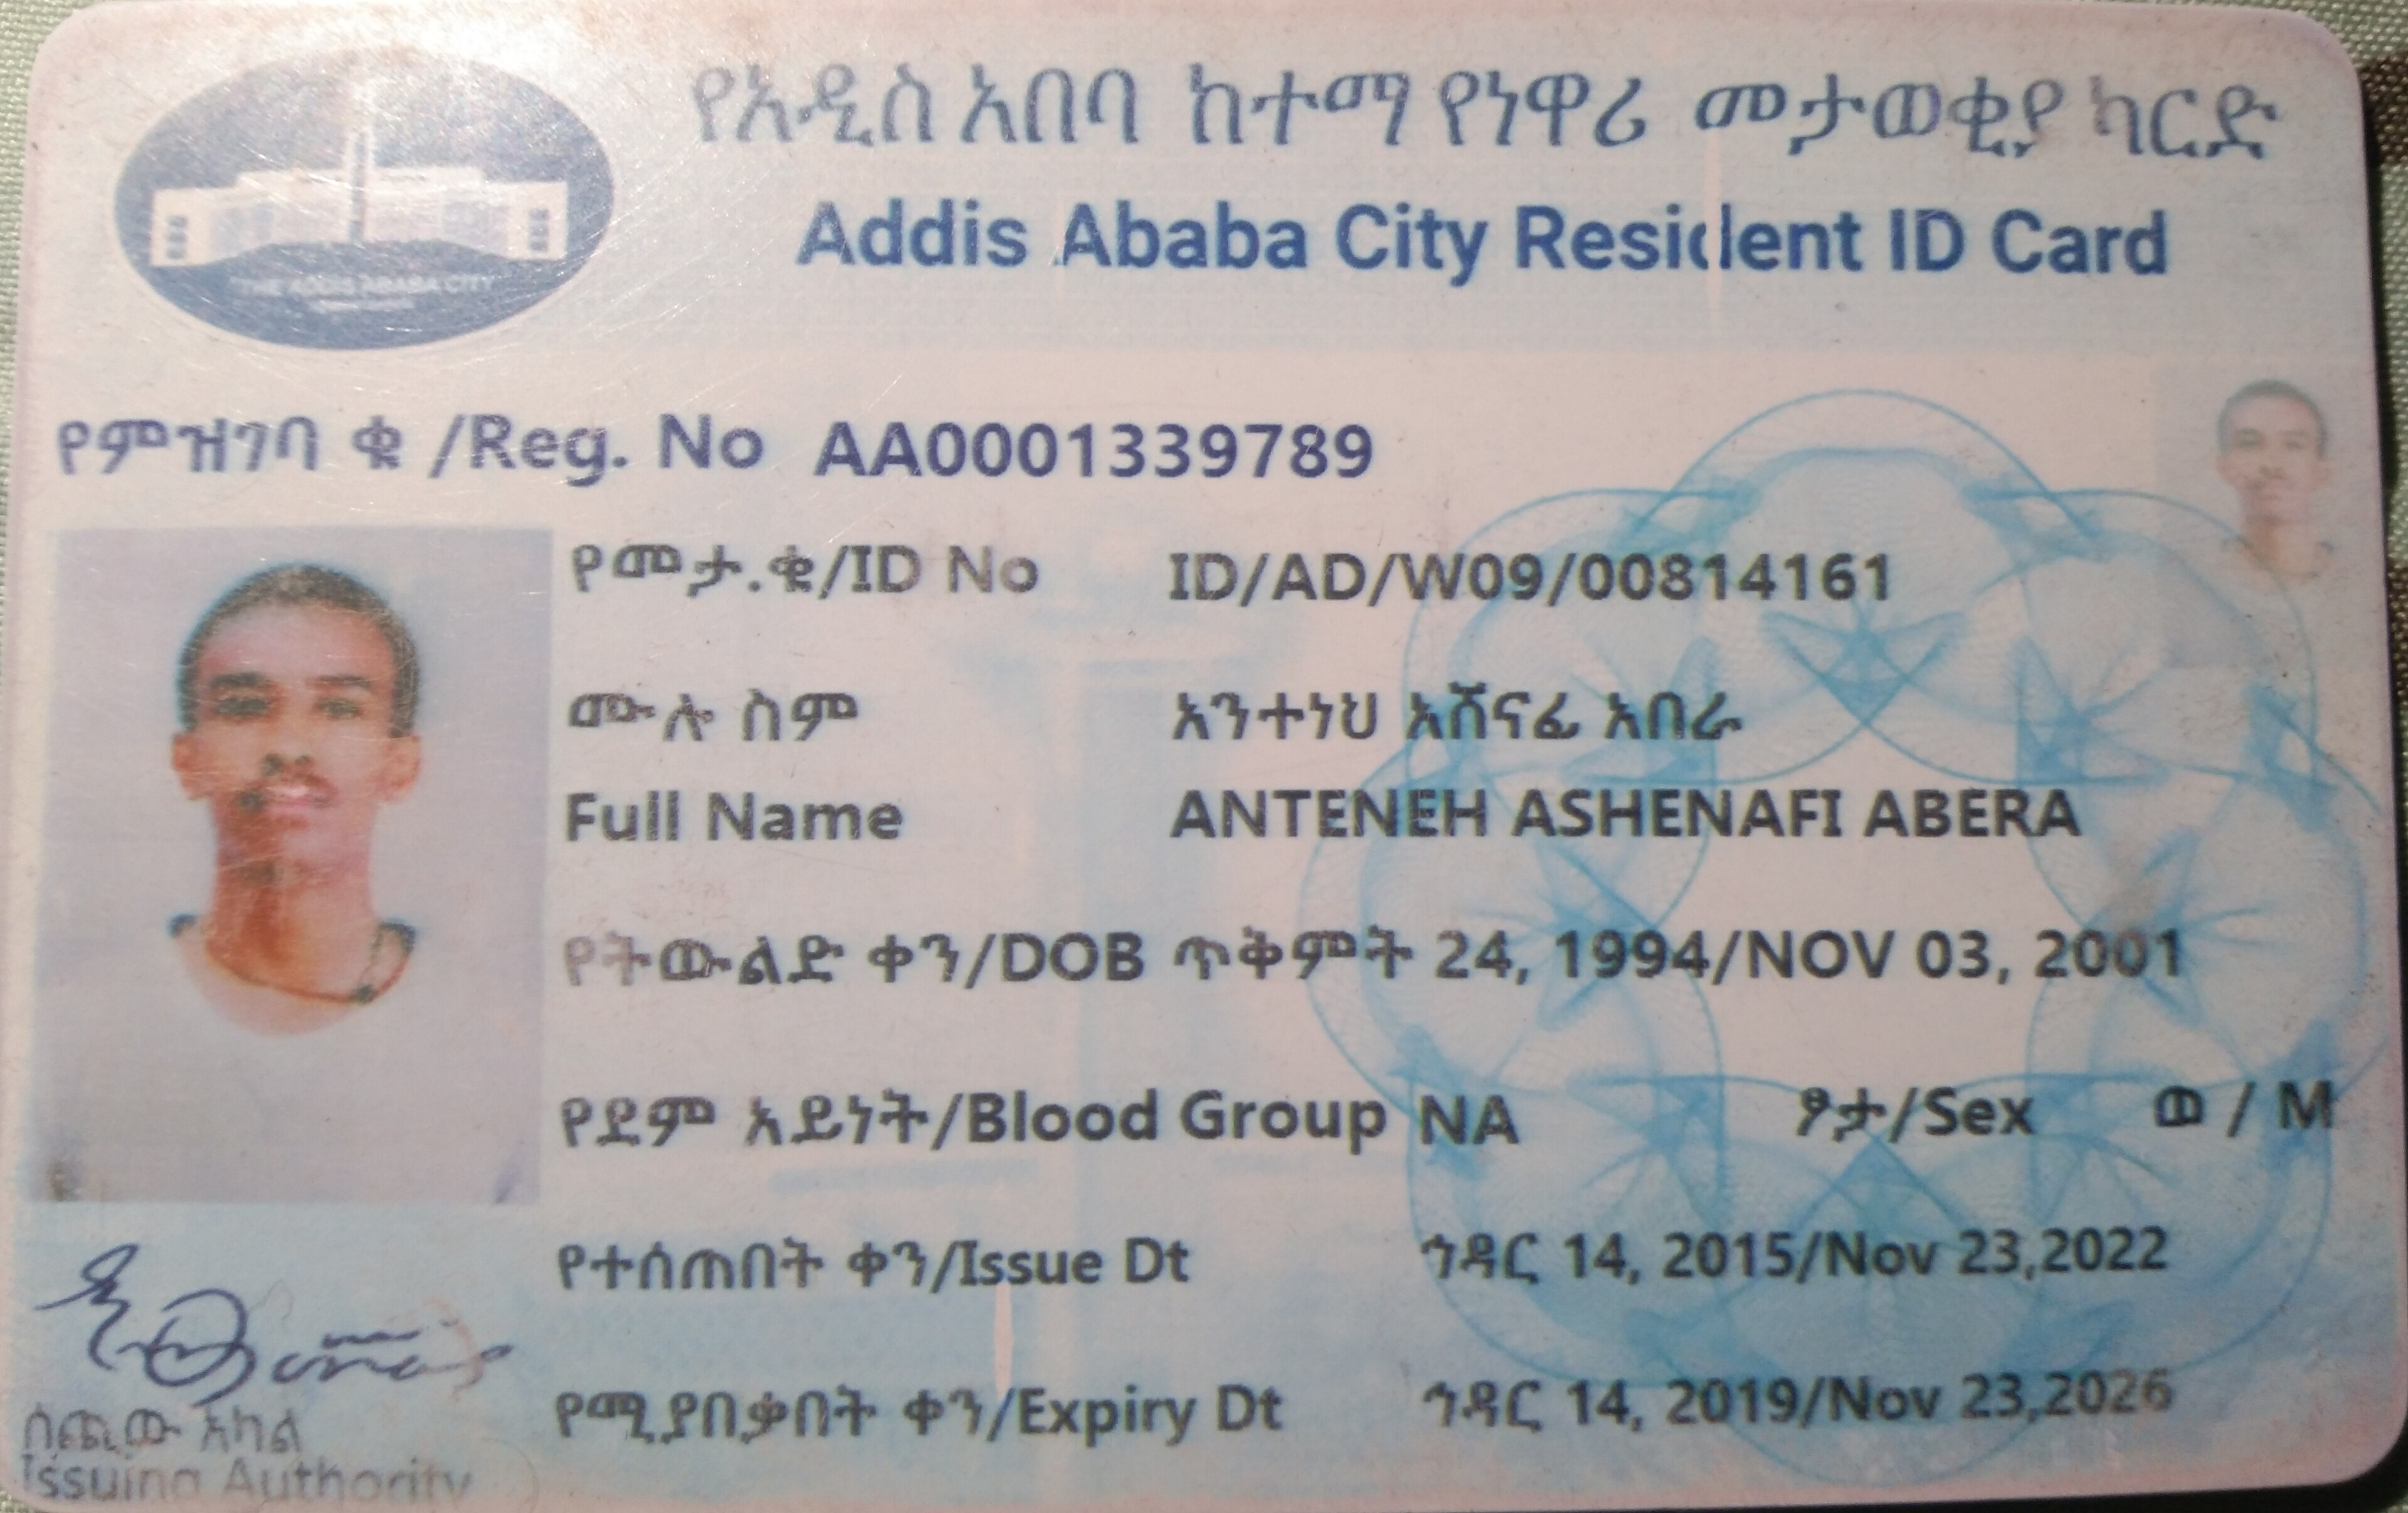 የአዲስ አበባ ከተማ የነዋሪ መታወቂያ ካርድ
Addis Ababa City Resident ID Card
THE ADDIS ABABA CITY
የምዝገባ ቁ /Reg. No AA0001339789
የመታ.ቁ/ID No ID/AD/W09/00814161
ሙሉ ስም አንተነህ አሸናፊ አበራ
Full Name ANTENEH ASHENAFI ABERA
የትውልድ ቀን/DOB ጥቅምት 24, 1994/NOV 03, 2001
የደም አይነት/Blood Group NA ፆታ/Sex ወ / M
የተሰጠበት ቀን/Issue Dt ኅዳር 14, 2015/Nov 23,2022
የሚያበቃበት ቀን/Expiry Dt ኅዳር 14, 2019/Nov 23,2026
ሰጪው አካል
Issuing Authority